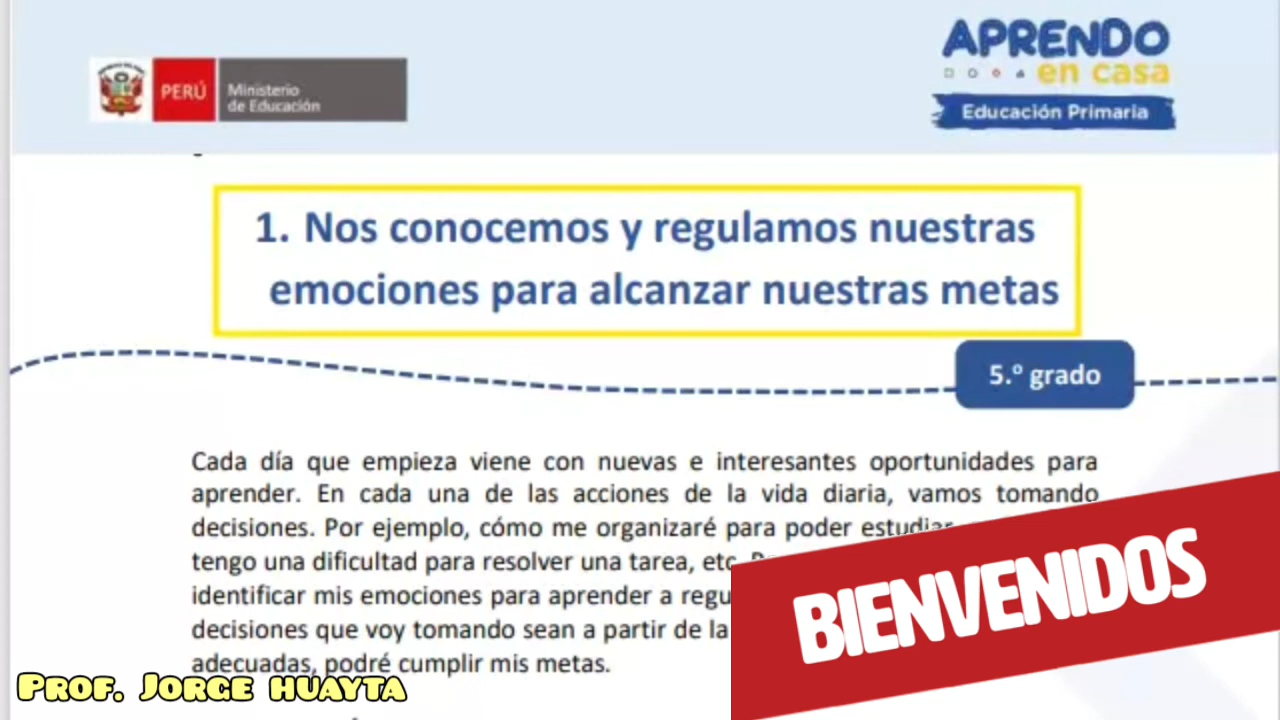 PERÚ
Ministerio
de Educación
APRENDO
en casa
Educación Primaria
1. Nos conocemos y regulamos nuestras
emociones para alcanzar nuestras metas
5.º grado
Cada día que empieza viene con nuevas e interesantes oportunidades para
aprender. En cada una de las acciones de la vida diaria, vamos tomando
decisiones. Por ejemplo, cómo me organizaré para poder estudiar
tengo una dificultad para resolver una tarea, etc.
identificar mis emociones para aprender a regu
decisiones que voy tomando sean a partir de la
adecuadas, podré cumplir mis metas.
BIENVENIDOS
Prof. Jorge huayta